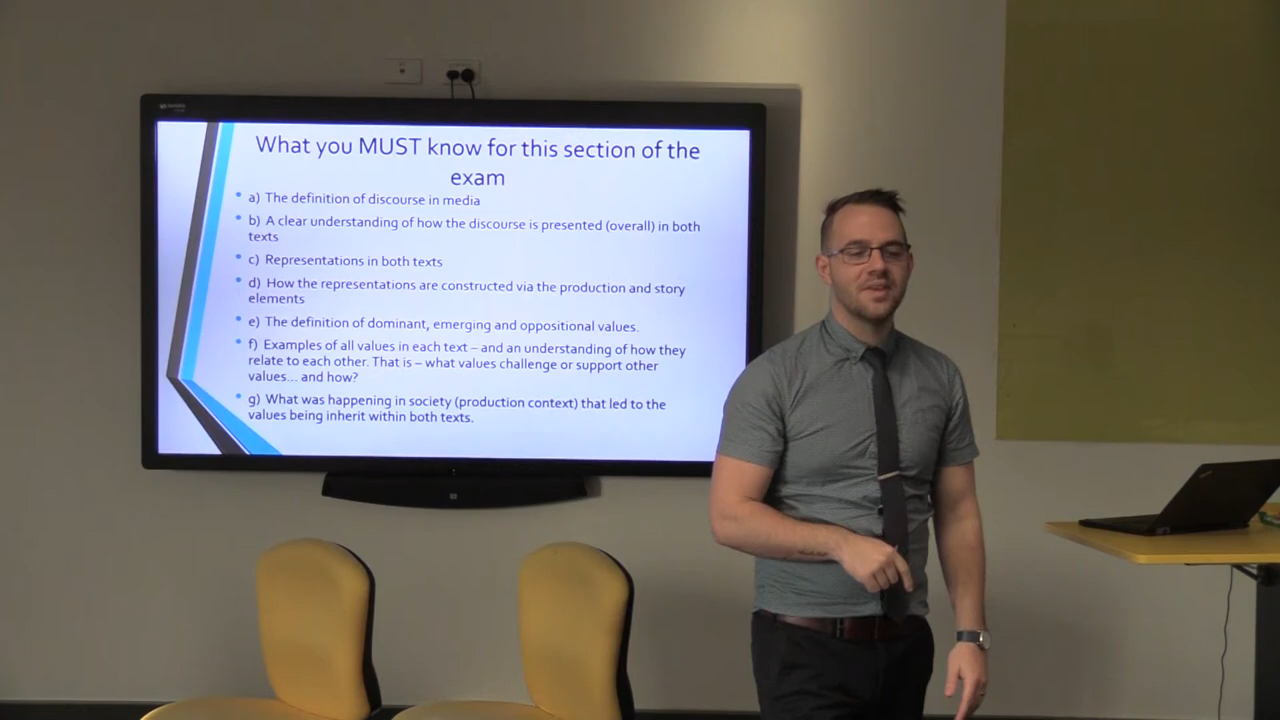 What you MUST know for this section of the
exam
a) The definition of discourse in media
b) A clear understanding of how the discourse is presented (overall) in both
texts
c) Representations in both texts
d) How the representations are constructed via the production and story
elements
e) The definition of dominant, emerging and oppositional values.
f) Examples of all values in each text – and an understanding of how they
relate to each other. That is – what values challenge or support other
values... and how?
g) What was happening in society (production context) that led to the
values being inherit within both texts.